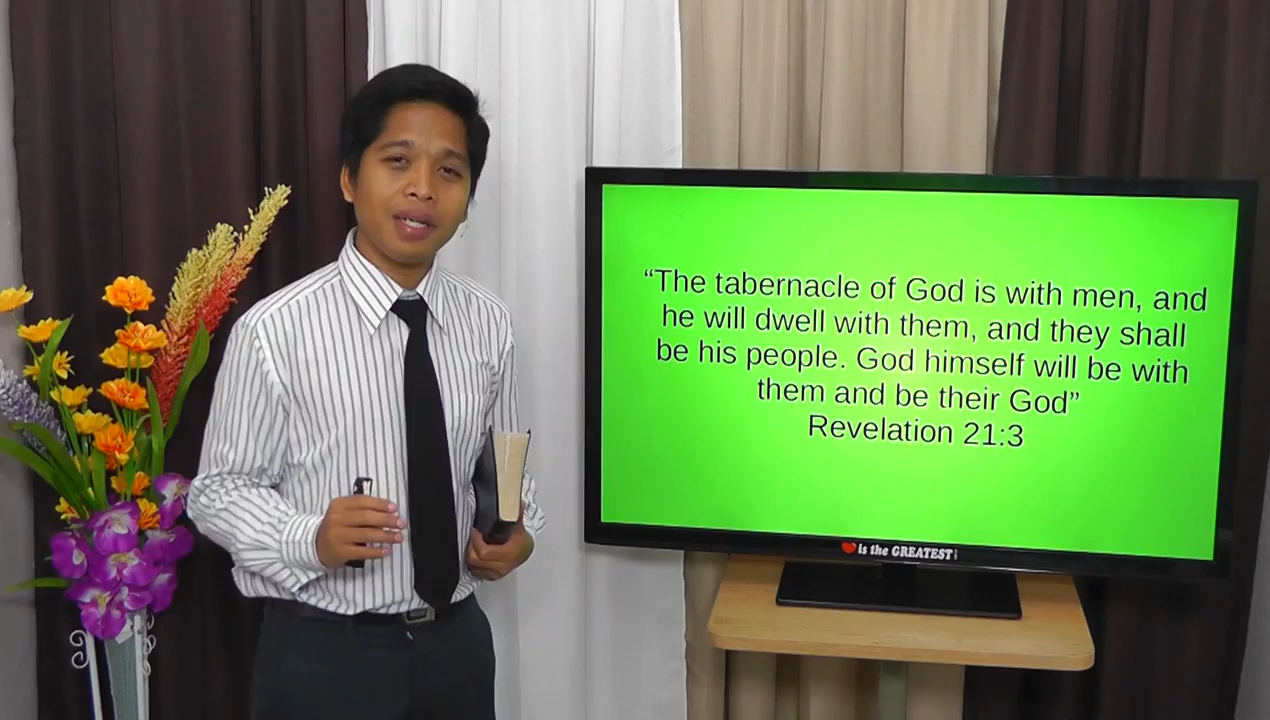 “The tabernacle of God is with men, and
he will dwell with them, and they shall
be his people. God himself will be with
them and be their God”
Revelation 21:3
is the GREATEST!